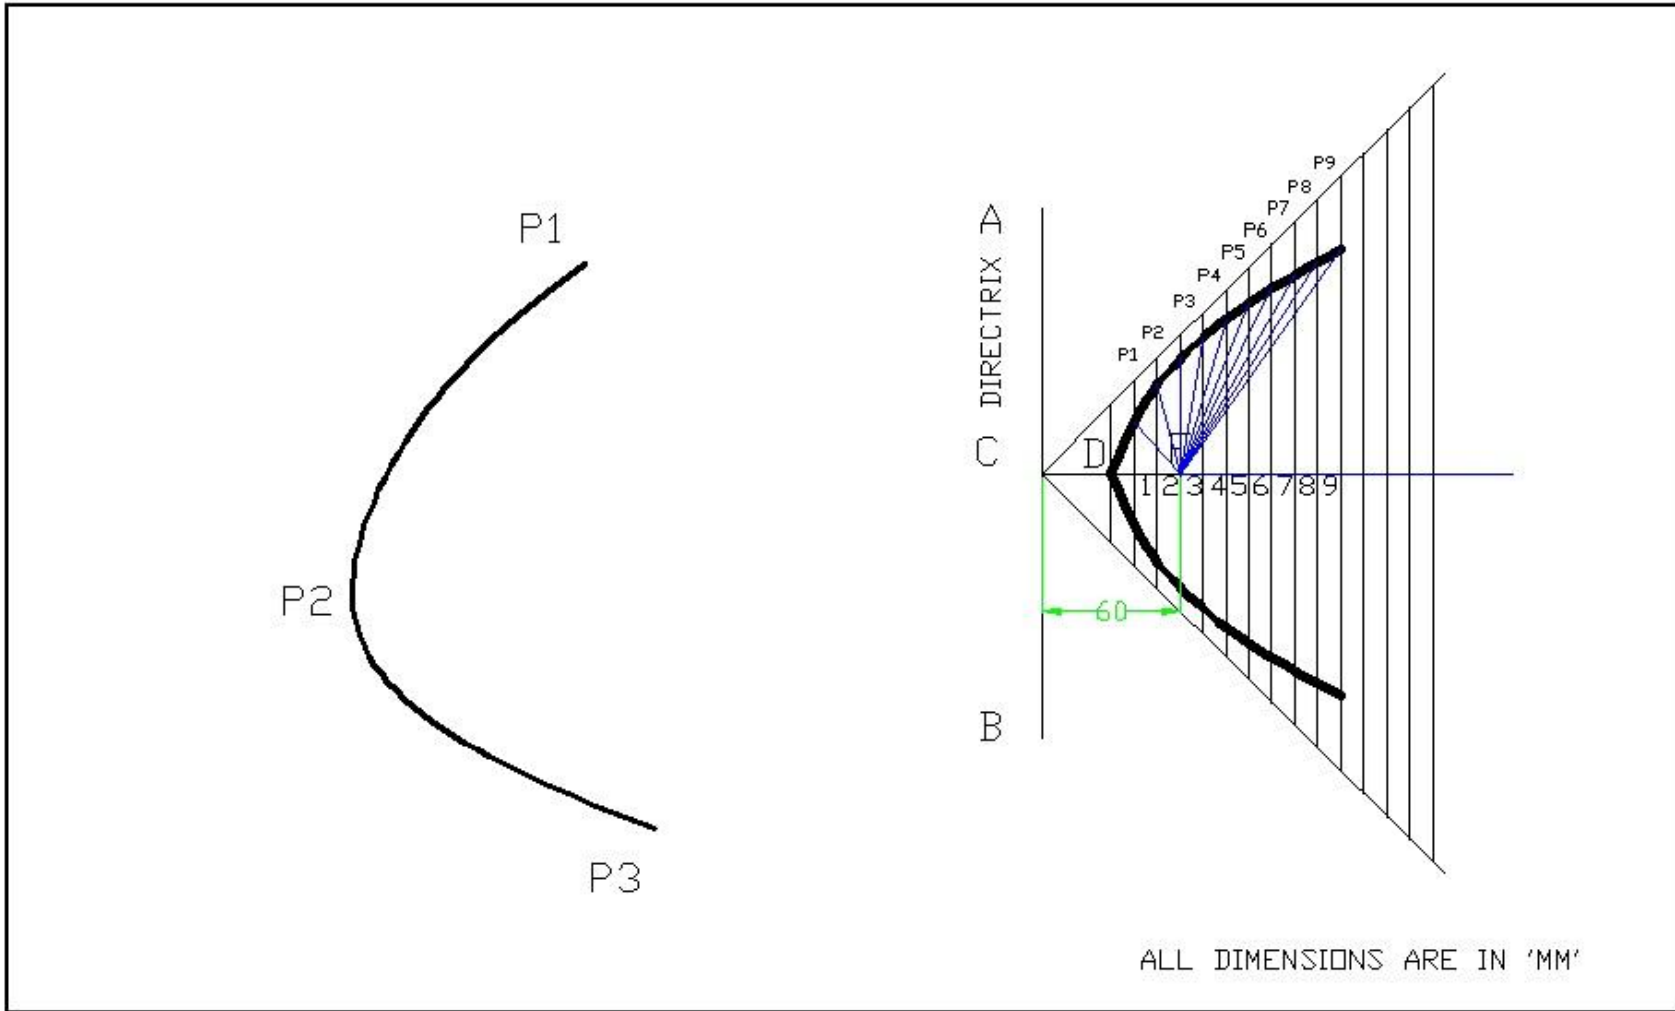 P1
P2
P3
A
DIRECTRIX
C
B
D
F
P1
P2
P3
P4
P5
P6
P7
P8
P9
1 2 3 4 5 6 7 8 9
60
ALL DIMENSIONS ARE IN 'MM'